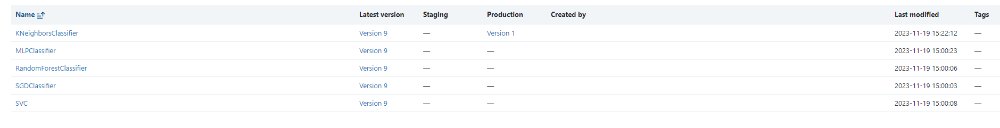 Name Latest version Staging Production Created by Last modified Tags
KNeighborsClassifier Version 9 — Version 1 2023-11-19 15:22:12 —
MLPClassifier Version 9 — — 2023-11-19 15:00:23 —
RandomForestClassifier Version 9 — — 2023-11-19 15:00:06 —
SGDClassifier Version 9 — — 2023-11-19 15:00:03 —
SVC Version 9 — — 2023-11-19 15:00:08 —